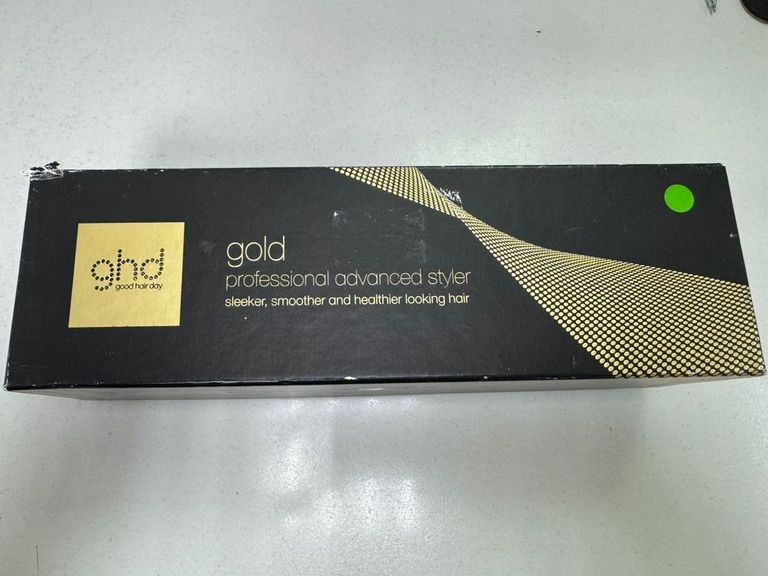 ghd
good hair day
gold
professional advanced styler
sleeker, smoother and healthier looking hair